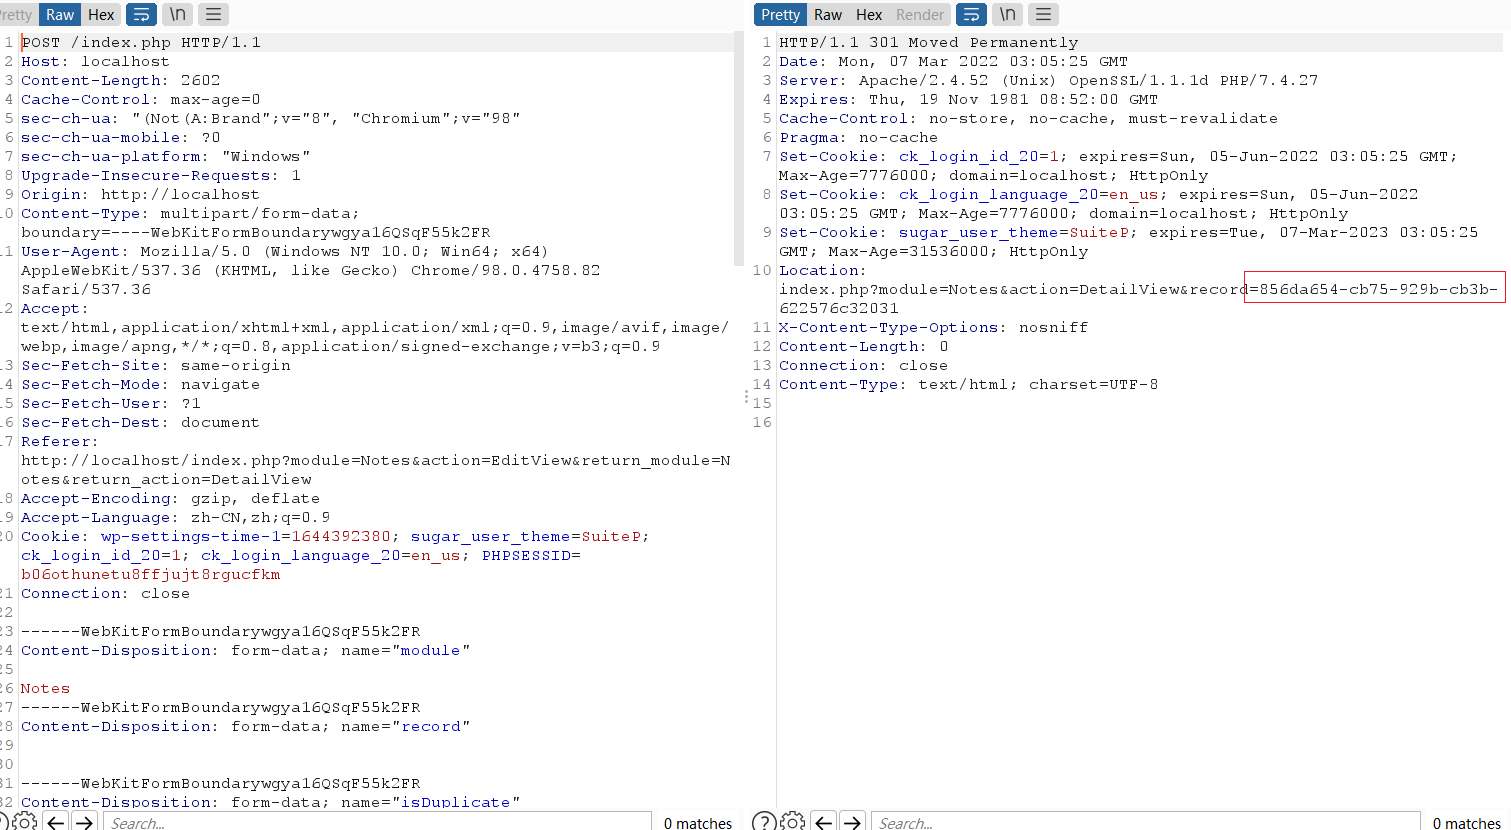 retty Raw Hex \n
1 POST /index.php HTTP/1.1
2 Host: localhost
3 Content-Length: 2602
4 Cache-Control: max-age=0
5 sec-ch-ua: "(Not(A:Brand";v="8", "Chromium";v="98"
6 sec-ch-ua-mobile: ?0
7 sec-ch-ua-platform: "Windows"
8 Upgrade-Insecure-Requests: 1
9 Origin: http://localhost
0 Content-Type: multipart/form-data;
boundary=----WebKitFormBoundarywgya16QSqF55k2FR
1 User-Agent: Mozilla/5.0 (Windows NT 10.0; Win64; x64)
AppleWebKit/537.36 (KHTML, like Gecko) Chrome/98.0.4758.82
Safari/537.36
2 Accept:
text/html,application/xhtml+xml,application/xml;q=0.9,image/avif,image/
webp,image/apng,*/*;q=0.8,application/signed-exchange;v=b3;q=0.9
3 Sec-Fetch-Site: same-origin
4 Sec-Fetch-Mode: navigate
5 Sec-Fetch-User: ?1
6 Sec-Fetch-Dest: document
7 Referer:
http://localhost/index.php?module=Notes&action=EditView&return_module=N
otes&return_action=DetailView
8 Accept-Encoding: gzip, deflate
9 Accept-Language: zh-CN,zh;q=0.9
20 Cookie: wp-settings-time-1=1644392380; sugar_user_theme=SuiteP;
ck_login_id_20=1; ck_login_language_20=en_us; PHPSESSID=
b06othunetu8ffjujt8rgucfkm
21 Connection: close
22
23 ------WebKitFormBoundarywgya16QSqF55k2FR
24 Content-Disposition: form-data; name="module"
25
26 Notes
27 ------WebKitFormBoundarywgya16QSqF55k2FR
28 Content-Disposition: form-data; name="record"
29
30
31 ------WebKitFormBoundarywgya16QSqF55k2FR
32 Content-Disposition: form-data; name="isDuplicate"
Search... 0 matches
Pretty Raw Hex Render \n
1 HTTP/1.1 301 Moved Permanently
2 Date: Mon, 07 Mar 2022 03:05:25 GMT
3 Server: Apache/2.4.52 (Unix) OpenSSL/1.1.1d PHP/7.4.27
4 Expires: Thu, 19 Nov 1981 08:52:00 GMT
5 Cache-Control: no-store, no-cache, must-revalidate
6 Pragma: no-cache
7 Set-Cookie: ck_login_id_20=1; expires=Sun, 05-Jun-2022 03:05:25 GMT;
Max-Age=7776000; domain=localhost; HttpOnly
8 Set-Cookie: ck_login_language_20=en_us; expires=Sun, 05-Jun-2022
03:05:25 GMT; Max-Age=7776000; domain=localhost; HttpOnly
9 Set-Cookie: sugar_user_theme=SuiteP; expires=Tue, 07-Mar-2023 03:05:25
GMT; Max-Age=31536000; HttpOnly
10 Location:
index.php?module=Notes&action=DetailView&record=856da654-cb75-929b-cb3b-
622576c32031
11 X-Content-Type-Options: nosniff
12 Content-Length: 0
13 Connection: close
14 Content-Type: text/html; charset=UTF-8
15
16
Search... 0 matches